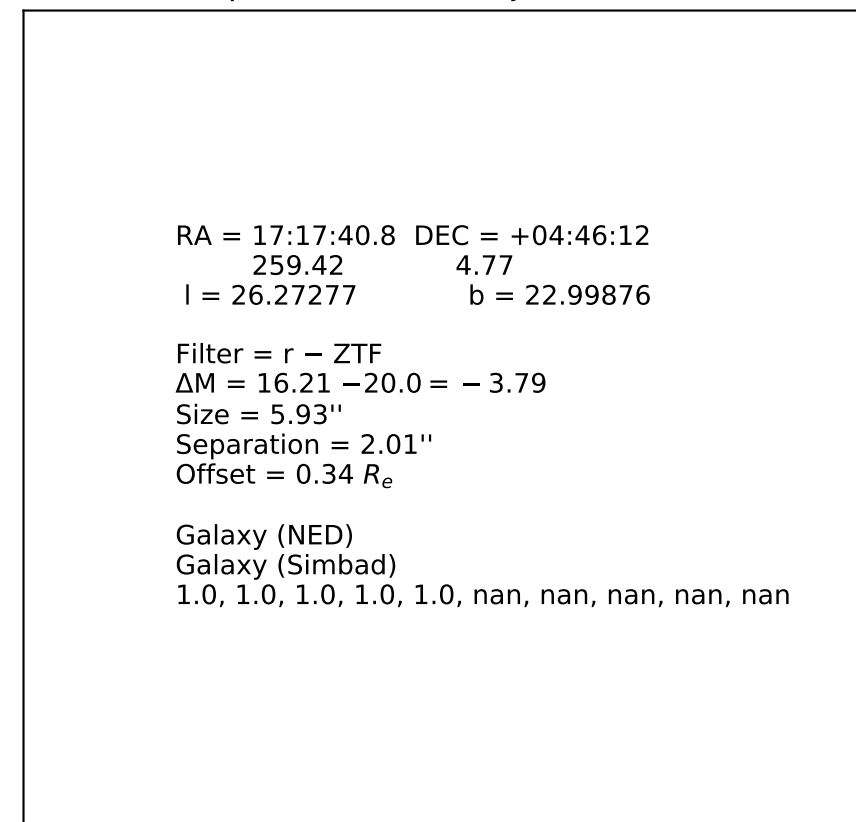 RA = 17:17:40.8 DEC = +04:46:12
259.42 4.77
l = 26.27277 b = 22.99876
Filter = r − ZTF
ΔM = 16.21 −20.0 = − 3.79
Size = 5.93''
Separation = 2.01''
Offset = 0.34 Re
Galaxy (NED)
Galaxy (Simbad)
1.0, 1.0, 1.0, 1.0, 1.0, nan, nan, nan, nan, nan